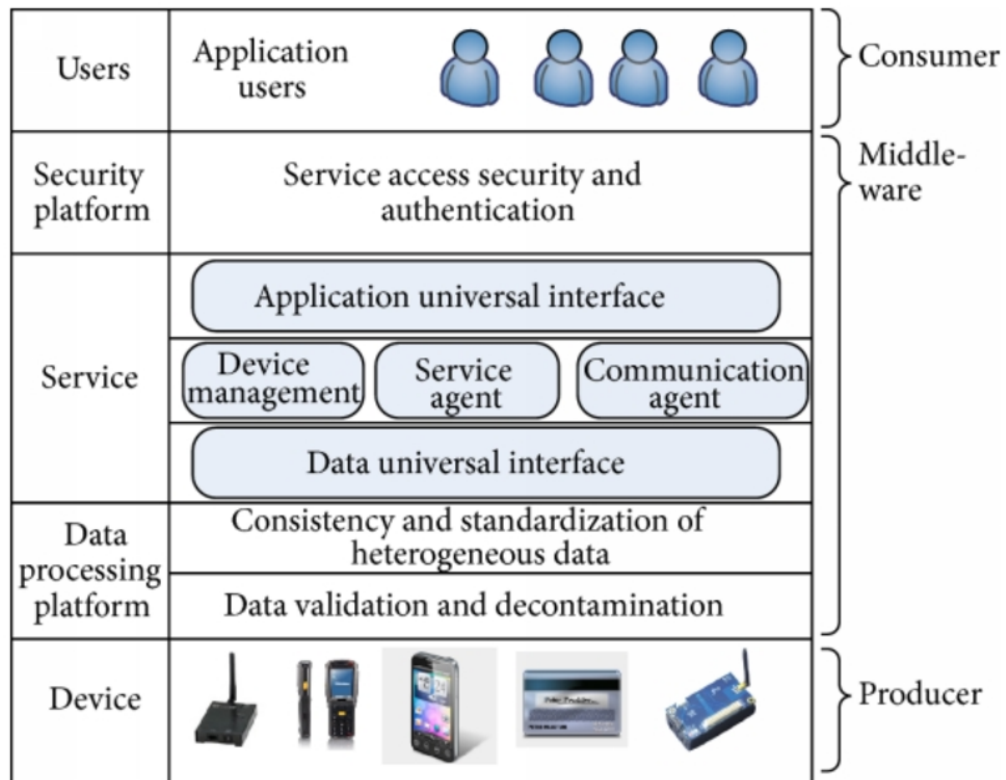 Users
Application
users
Consumer
Security
platform
Service access security and
authentication
Middle-
ware
Service
Application universal interface
Device
management
Service
agent
Communication
agent
Data universal interface
Data
processing
platform
Consistency and standardization of
heterogeneous data
Data validation and decontamination
Device
Producer